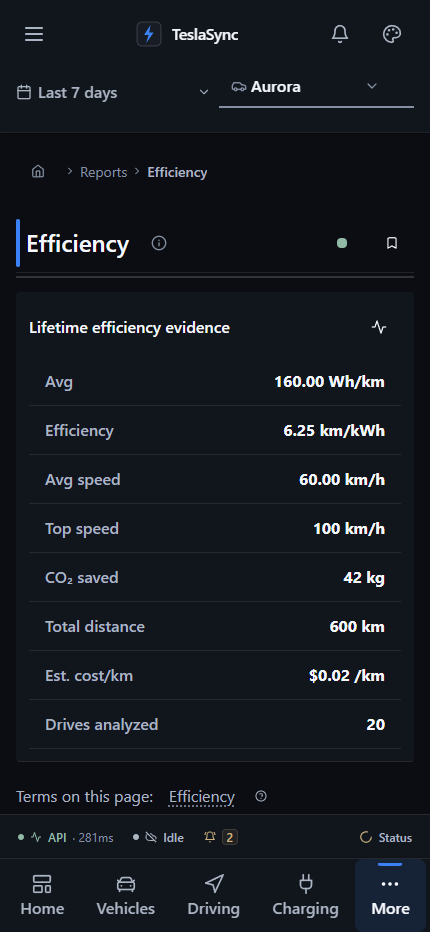 TeslaSync
Last 7 days
Aurora
Reports
Efficiency
Efficiency
Lifetime efficiency evidence
Avg 160.00 Wh/km
Efficiency 6.25 km/kWh
Avg speed 60.00 km/h
Top speed 100 km/h
CO₂ saved 42 kg
Total distance 600 km
Est. cost/km $0.02 /km
Drives analyzed 20
Terms on this page: Efficiency
API · 281ms Idle 2 Status
Home Vehicles Driving Charging More